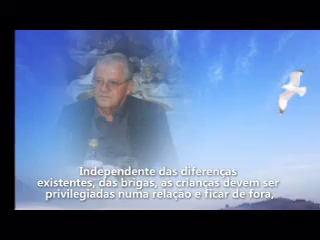 Independente das diferenças
existentes, das brigas, as crianças devem ser
privilegiadas numa relação e ficar de fora,